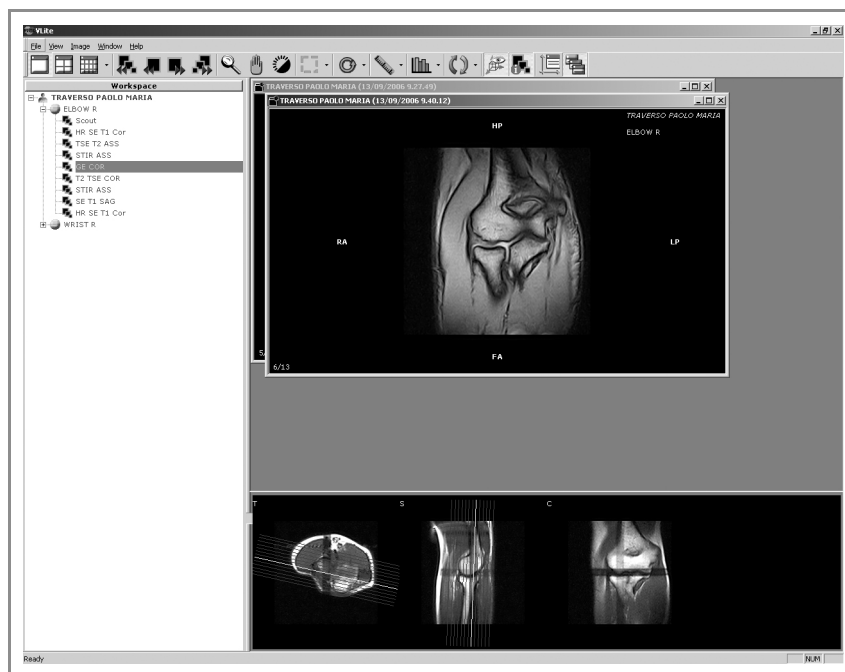 VLite
File View Image Window Help
Workspace
TRAVERSO PAOLO MARIA
ELBOW R
Scout
HR SE T1 Cor
TSE T2 ASS
STIR ASS
GE COR
T2 TSE COR
STIR ASS
SE T1 SAG
HR SE T1 Cor
WRIST R
TRAVERSO PAOLO MARIA (13/09/2006 9.27.49)
TRAVERSO PAOLO MARIA (13/09/2006 9.40.12)
TRAVERSO PAOLO MARIA
HP
ELBOW R
RA
LP
FA
5/
6/13
T
S
C
Ready
NUM